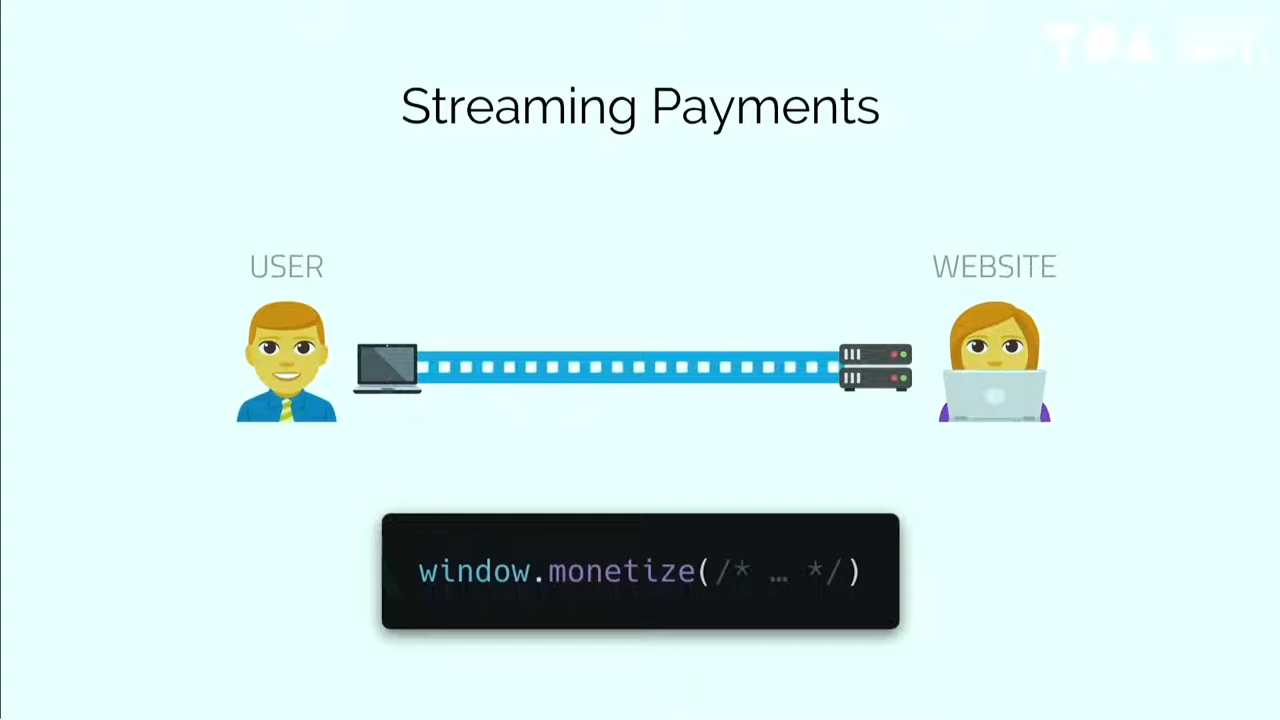 Streaming Payments
USER
WEBSITE
window.monetize(/* … */)